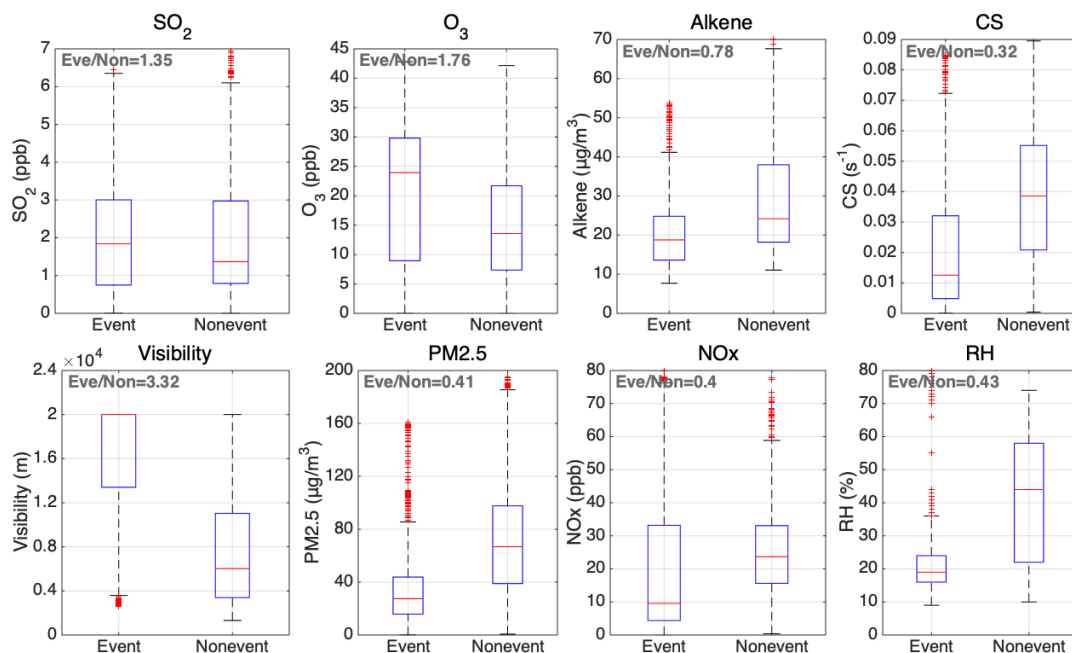 SO2
Eve/Non=1.35
SO2 (ppb)
7
6
5
4
3
2
1
0
Event Nonevent
O3
Eve/Non=1.76
O3 (ppb)
45
40
35
30
25
20
15
10
5
0
Event Nonevent
Alkene
Eve/Non=0.78
Alkene (µg/m3)
70
60
50
40
30
20
10
0
Event Nonevent
CS
Eve/Non=0.32
CS (s-1)
0.09
0.08
0.07
0.06
0.05
0.04
0.03
0.02
0.01
0
Event Nonevent
Visibility
×104
Eve/Non=3.32
Visibility (m)
2.4
2
1.6
1.2
0.8
0.4
0
Event Nonevent
PM2.5
Eve/Non=0.41
PM2.5 (µg/m3)
200
160
120
80
40
0
Event Nonevent
NOx
Eve/Non=0.4
NOx (ppb)
80
70
60
50
40
30
20
10
0
Event Nonevent
RH
Eve/Non=0.43
RH (%)
80
70
60
50
40
30
20
10
0
Event Nonevent